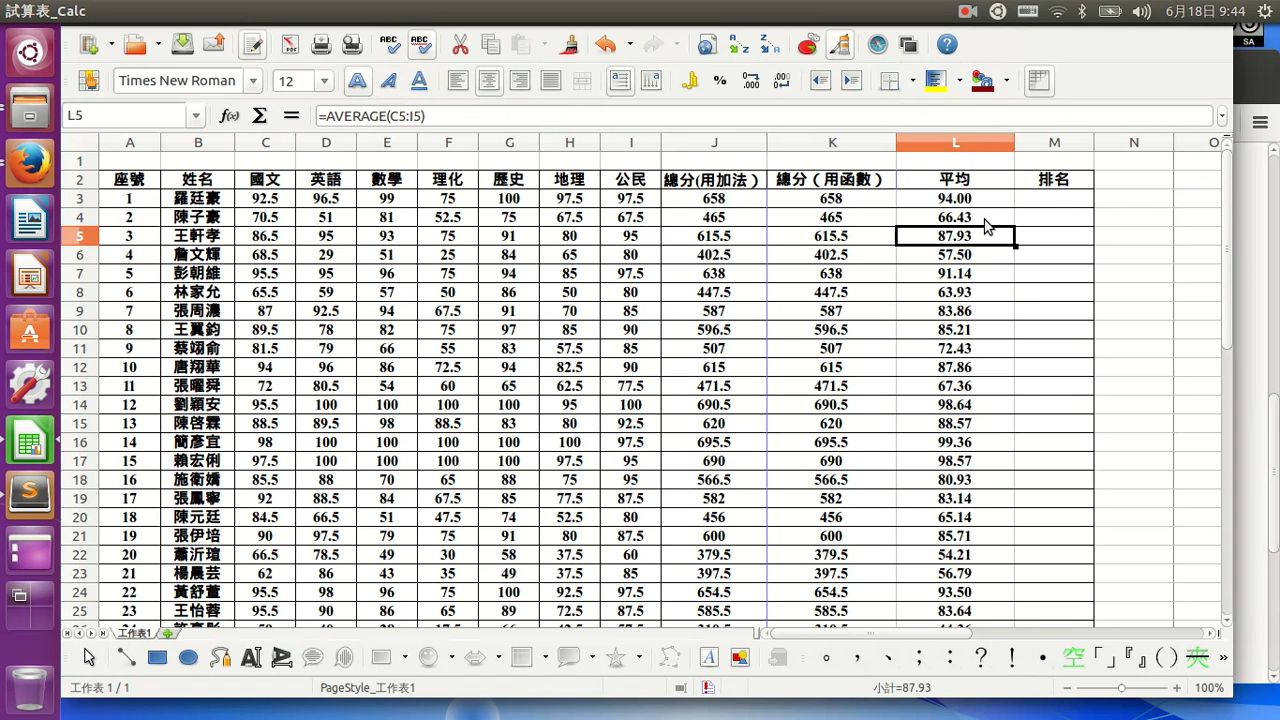 試算表_Calc
6月18日 9:44
SA
Times New Roman 12
L5 =AVERAGE(C5:I5)
A B C D E F G H I J K L M N O
1
2 座號 姓名 國文 英語 數學 理化 歷史 地理 公民 總分(用加法) 總分（用函數） 平均 排名
3 1 羅廷豪 92.5 96.5 99 75 100 97.5 97.5 658 658 94.00
4 2 陳子豪 70.5 51 81 52.5 75 67.5 67.5 465 465 66.43
5 3 王軒孝 86.5 95 93 75 91 80 95 615.5 615.5 87.93
6 4 詹文輝 68.5 29 51 25 84 65 80 402.5 402.5 57.50
7 5 彭朝維 95.5 95 96 75 94 85 97.5 638 638 91.14
8 6 林家允 65.5 59 57 50 86 50 80 447.5 447.5 63.93
9 7 張周濃 87 92.5 94 67.5 91 70 85 587 587 83.86
10 8 王翼鈞 89.5 78 82 75 97 85 90 596.5 596.5 85.21
11 9 蔡翊俞 81.5 79 66 55 83 57.5 85 507 507 72.43
12 10 唐翔華 94 96 86 72.5 94 82.5 90 615 615 87.86
13 11 張曜舜 72 80.5 54 60 65 62.5 77.5 471.5 471.5 67.36
14 12 劉穎安 95.5 100 100 100 100 95 100 690.5 690.5 98.64
15 13 陳啓霖 88.5 89.5 98 88.5 83 80 92.5 620 620 88.57
16 14 簡彥宜 98 100 100 100 100 100 97.5 695.5 695.5 99.36
17 15 賴宏俐 97.5 100 100 100 100 97.5 95 690 690 98.57
18 16 施衛嬌 85.5 88 70 65 88 75 95 566.5 566.5 80.93
19 17 張鳳寧 92 88.5 84 67.5 85 77.5 87.5 582 582 83.14
20 18 陳元廷 84.5 66.5 51 47.5 74 52.5 80 456 456 65.14
21 19 張伊培 90 97.5 79 75 91 80 87.5 600 600 85.71
22 20 蕭沂瑄 66.5 78.5 49 30 58 37.5 60 379.5 379.5 54.21
23 21 楊晨芸 62 86 43 35 49 37.5 85 397.5 397.5 56.79
24 22 黃舒萱 95.5 98 96 75 100 92.5 97.5 654.5 654.5 93.50
25 23 王怡蓉 95.5 90 86 65 89 72.5 87.5 585.5 585.5 83.64
工作表1
工作表 1 / 1 PageStyle_工作表1 小計=87.93 100%